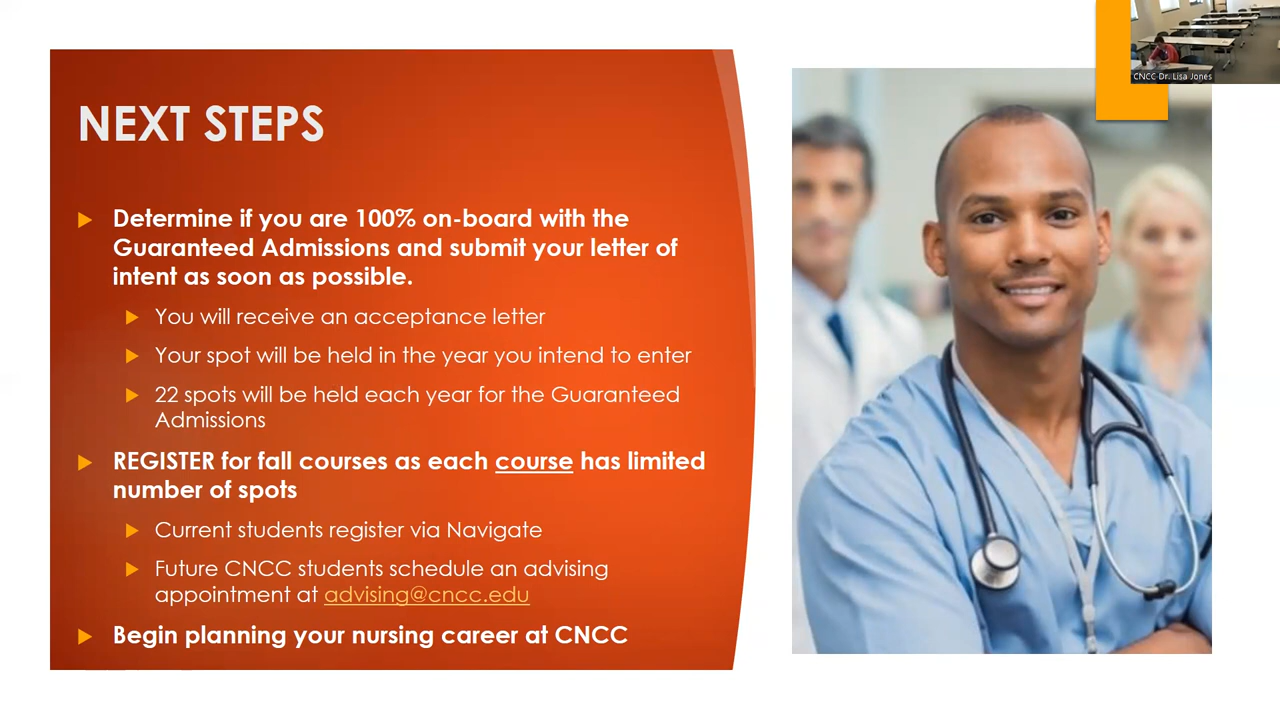 CNCC-Dr. Lisa Jones
NEXT STEPS
Determine if you are 100% on-board with the
Guaranteed Admissions and submit your letter of
intent as soon as possible.
You will receive an acceptance letter
Your spot will be held in the year you intend to enter
22 spots will be held each year for the Guaranteed
Admissions
REGISTER for fall courses as each course has limited
number of spots
Current students register via Navigate
Future CNCC students schedule an advising
appointment at advising@cncc.edu
Begin planning your nursing career at CNCC